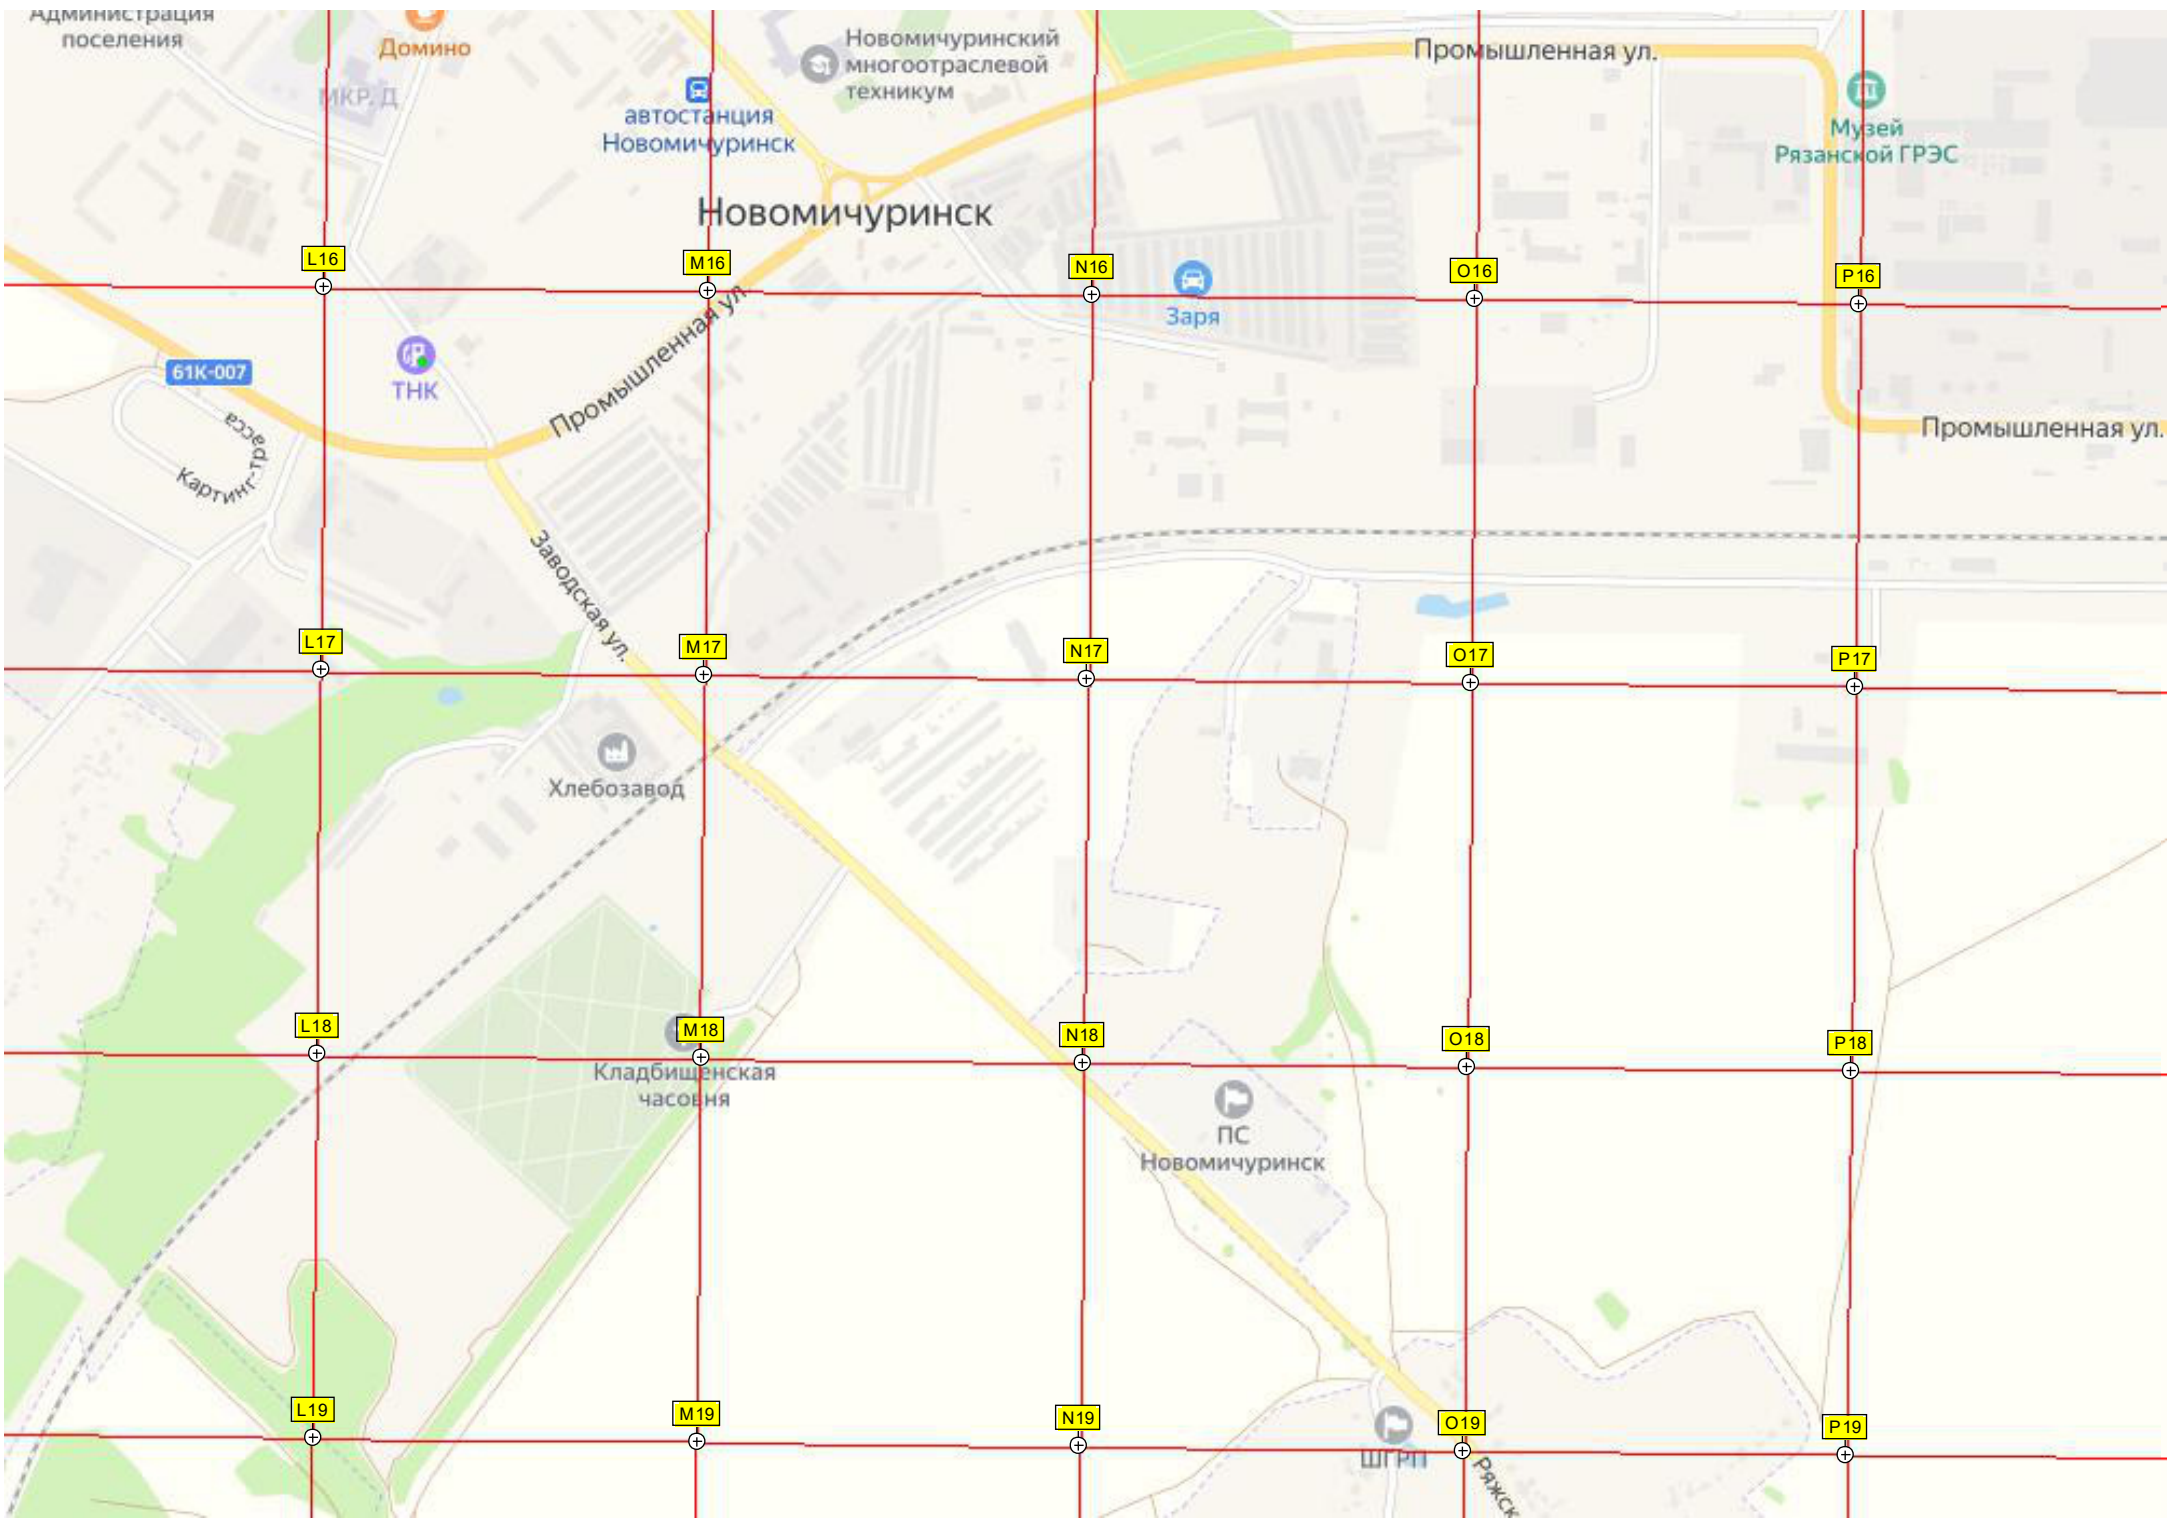 Администрация
поселения
Домино
МКР. Д
автостанция
Новомичуринск
Новомичуринский
многоотраслевой
техникум
Промышленная ул.
Музей
Рязанской ГРЭС
Новомичуринск
L16
M16
N16
O16
P16
Заря
61К-007
ТНК
Промышленная ул.
Промышленная ул.
Картинг-трасса
Заводская ул.
L17
M17
N17
O17
P17
Хлебозавод
L18
M18
N18
O18
P18
Кладбищенская
часовня
ПС
Новомичуринск
L19
M19
N19
O19
P19
ШГРП
Ряжск